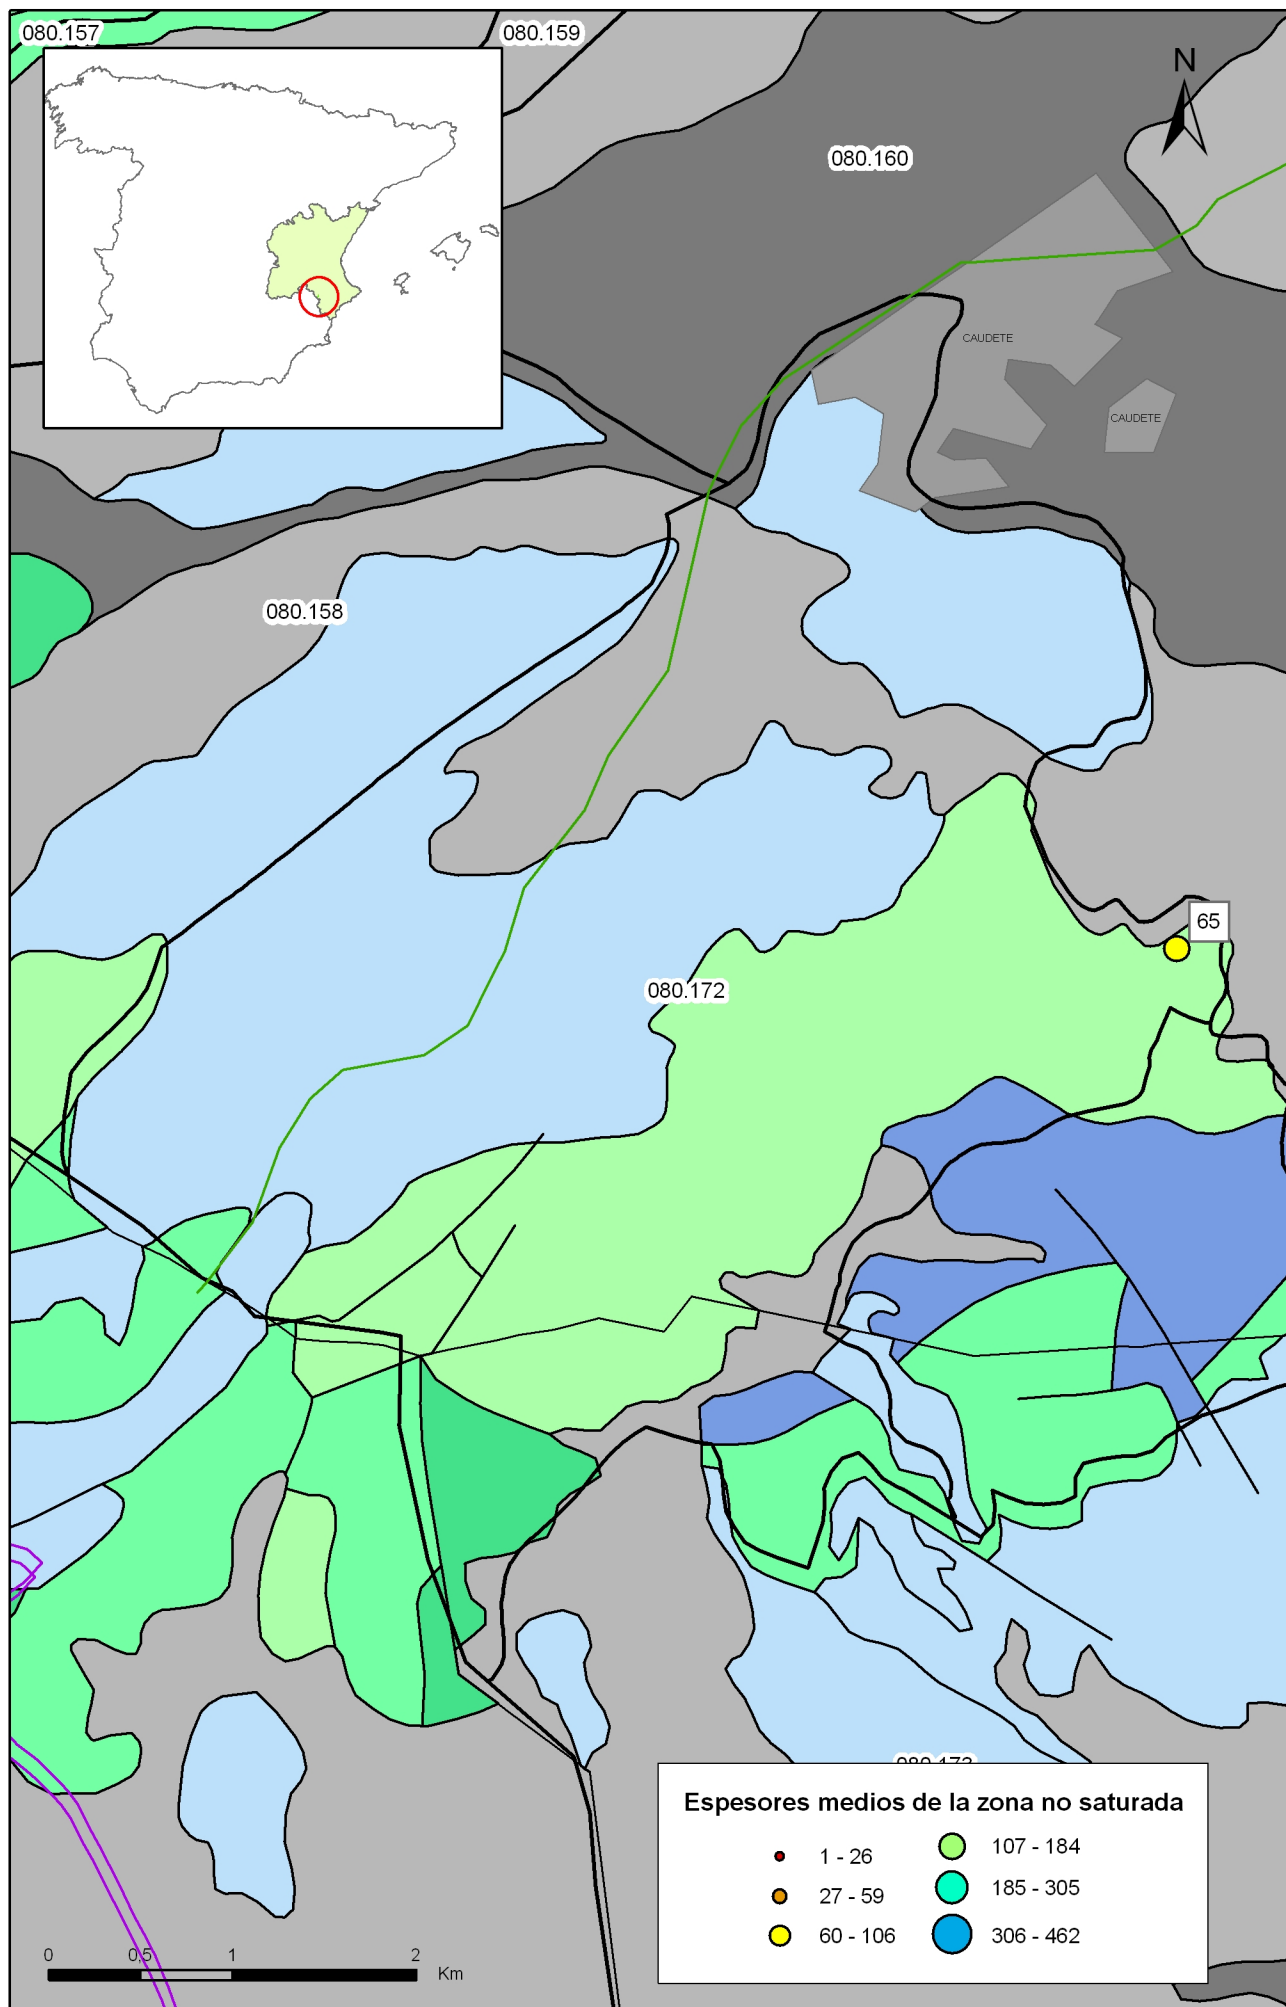 080.157
080.159
N
080.160
CAUDETE
CAUDETE
080.158
65
080.172
080.173
Espesores medios de la zona no saturada
1 - 26
27 - 59
60 - 106
107 - 184
185 - 305
306 - 462
0 0,5 1 2
Km